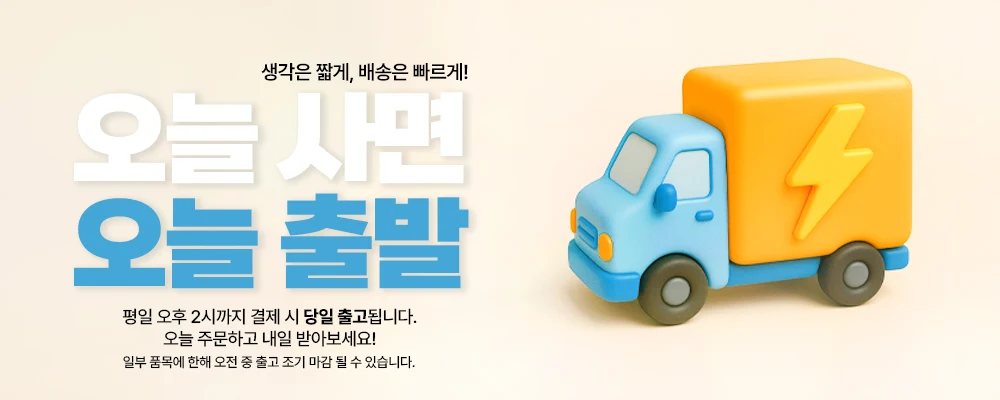 생각은 짧게, 배송은 빠르게!
오늘 사면
오늘 출발
평일 오후 2시까지 결제 시 당일 출고됩니다.
오늘 주문하고 내일 받아보세요!
일부 품목에 한해 오전 중 출고 조기 마감 될 수 있습니다.